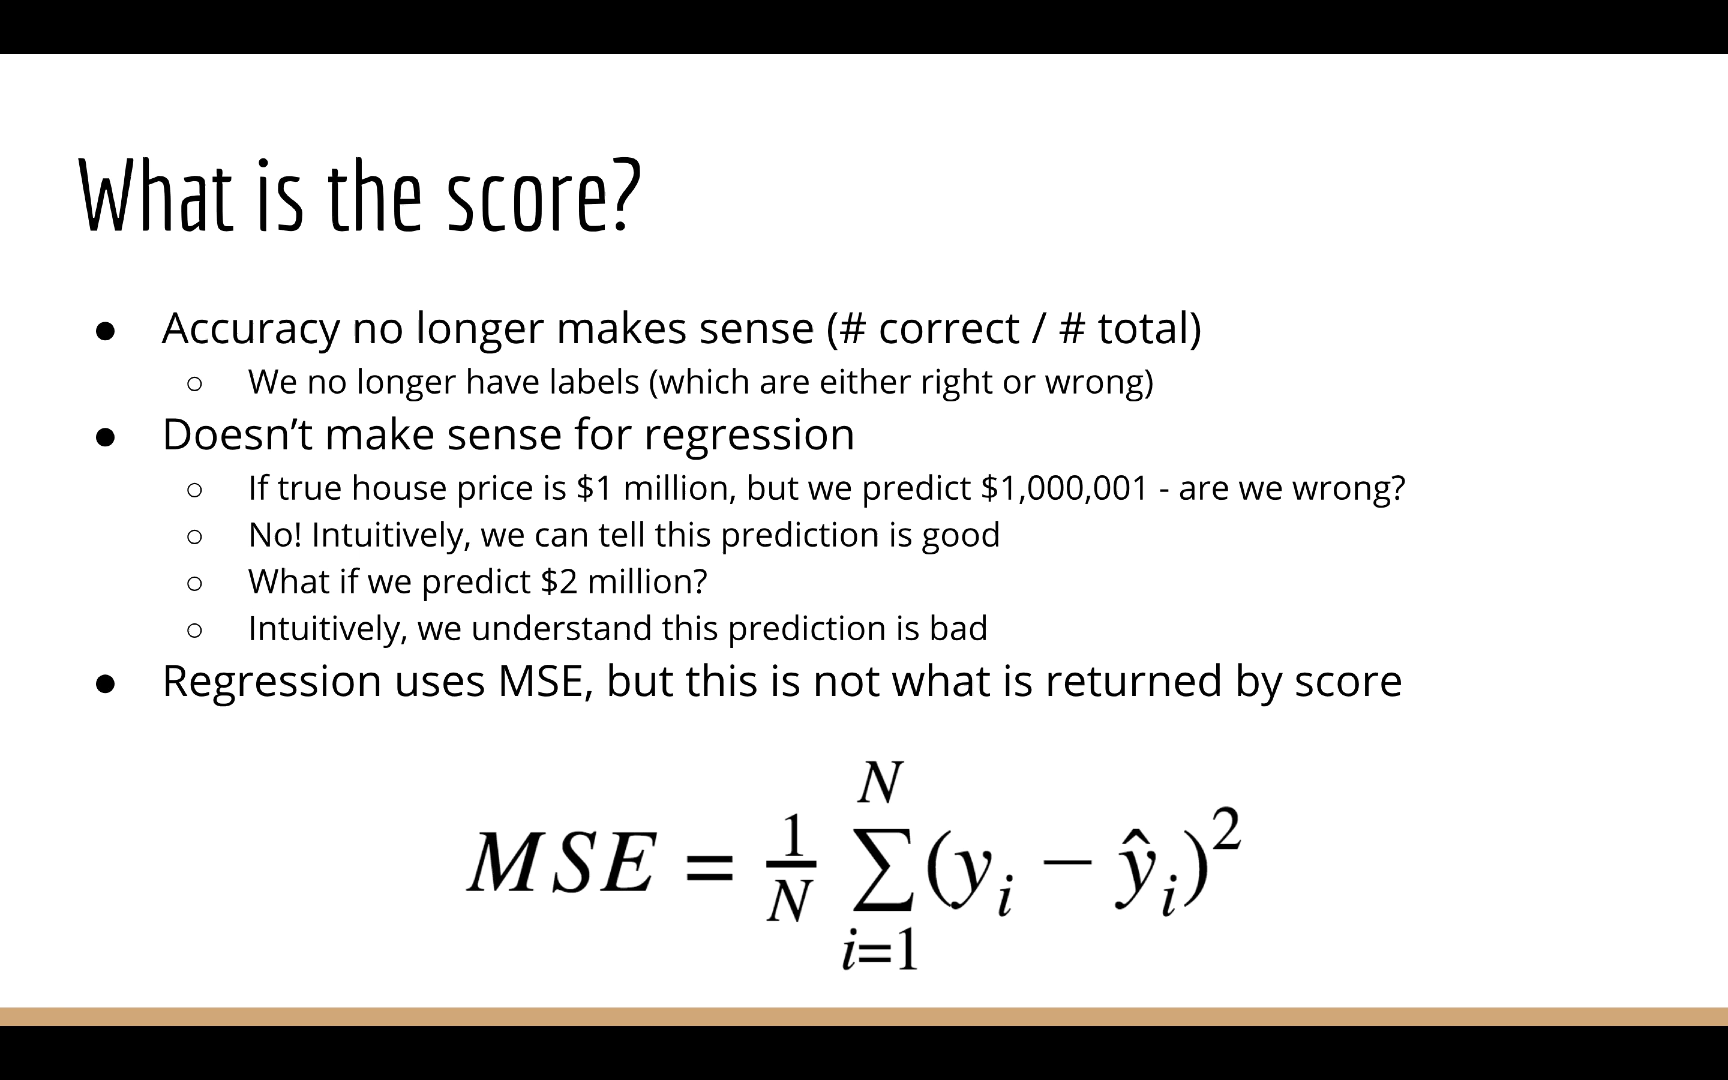 What is the score?
● Accuracy no longer makes sense (# correct / # total)
○ We no longer have labels (which are either right or wrong)
● Doesn’t make sense for regression
○ If true house price is $1 million, but we predict $1,000,001 - are we wrong?
○ No! Intuitively, we can tell this prediction is good
○ What if we predict $2 million?
○ Intuitively, we understand this prediction is bad
● Regression uses MSE, but this is not what is returned by score
MSE = 1/N ∑_{i=1}^{N} (y_i − ŷ_i)^2